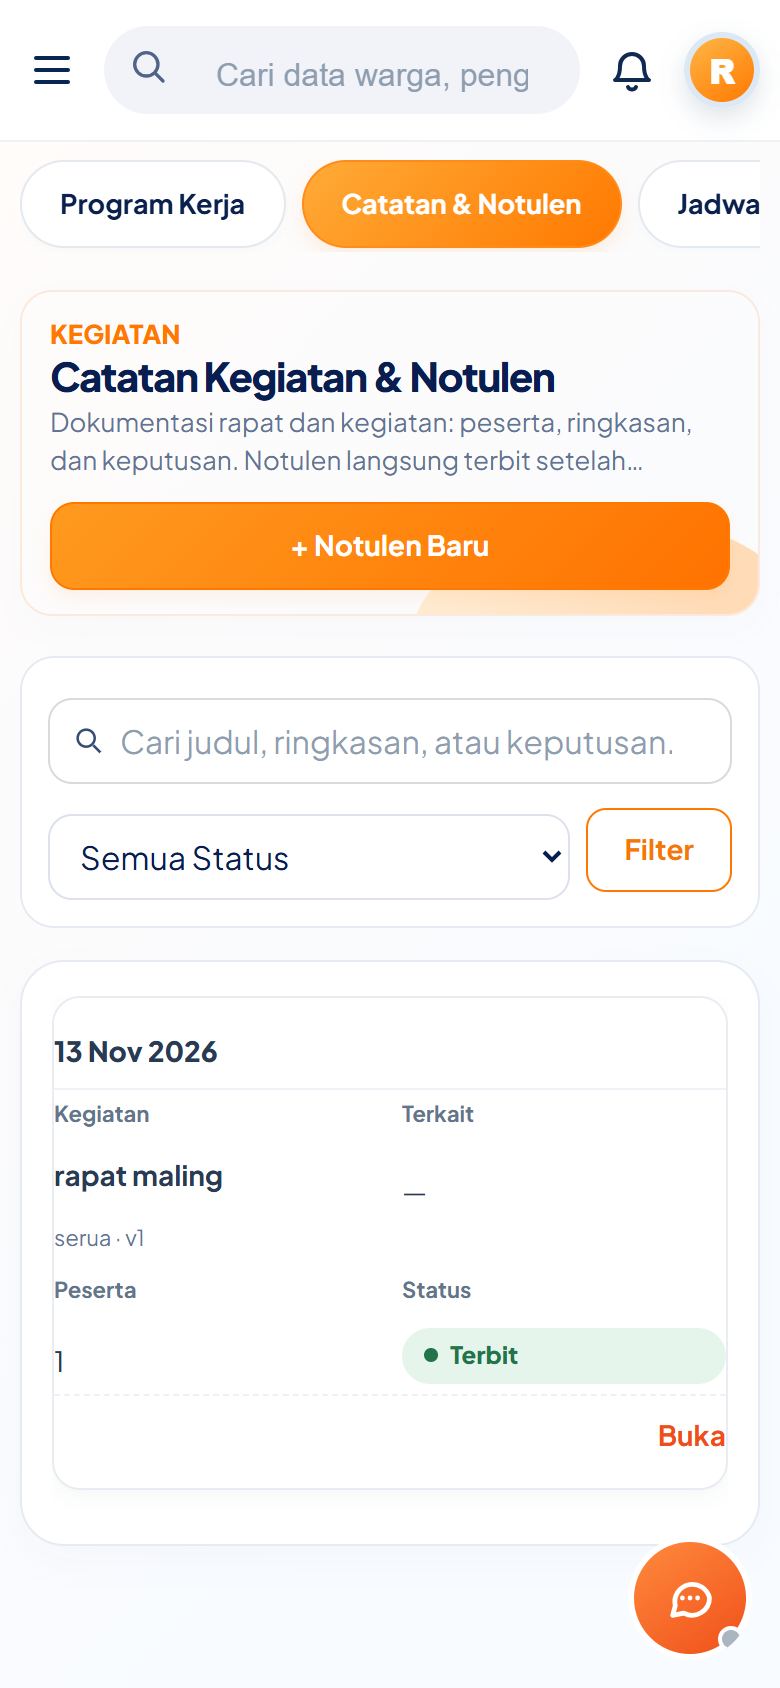 Cari data warga, peng
R
Program Kerja
Catatan & Notulen
Jadwa
KEGIATAN
Catatan Kegiatan & Notulen
Dokumentasi rapat dan kegiatan: peserta, ringkasan,
dan keputusan. Notulen langsung terbit setelah...
+ Notulen Baru
Cari judul, ringkasan, atau keputusan.
Semua Status
Filter
13 Nov 2026
Kegiatan
Terkait
rapat maling
—
serua · v1
Peserta
Status
1
Terbit
Buka